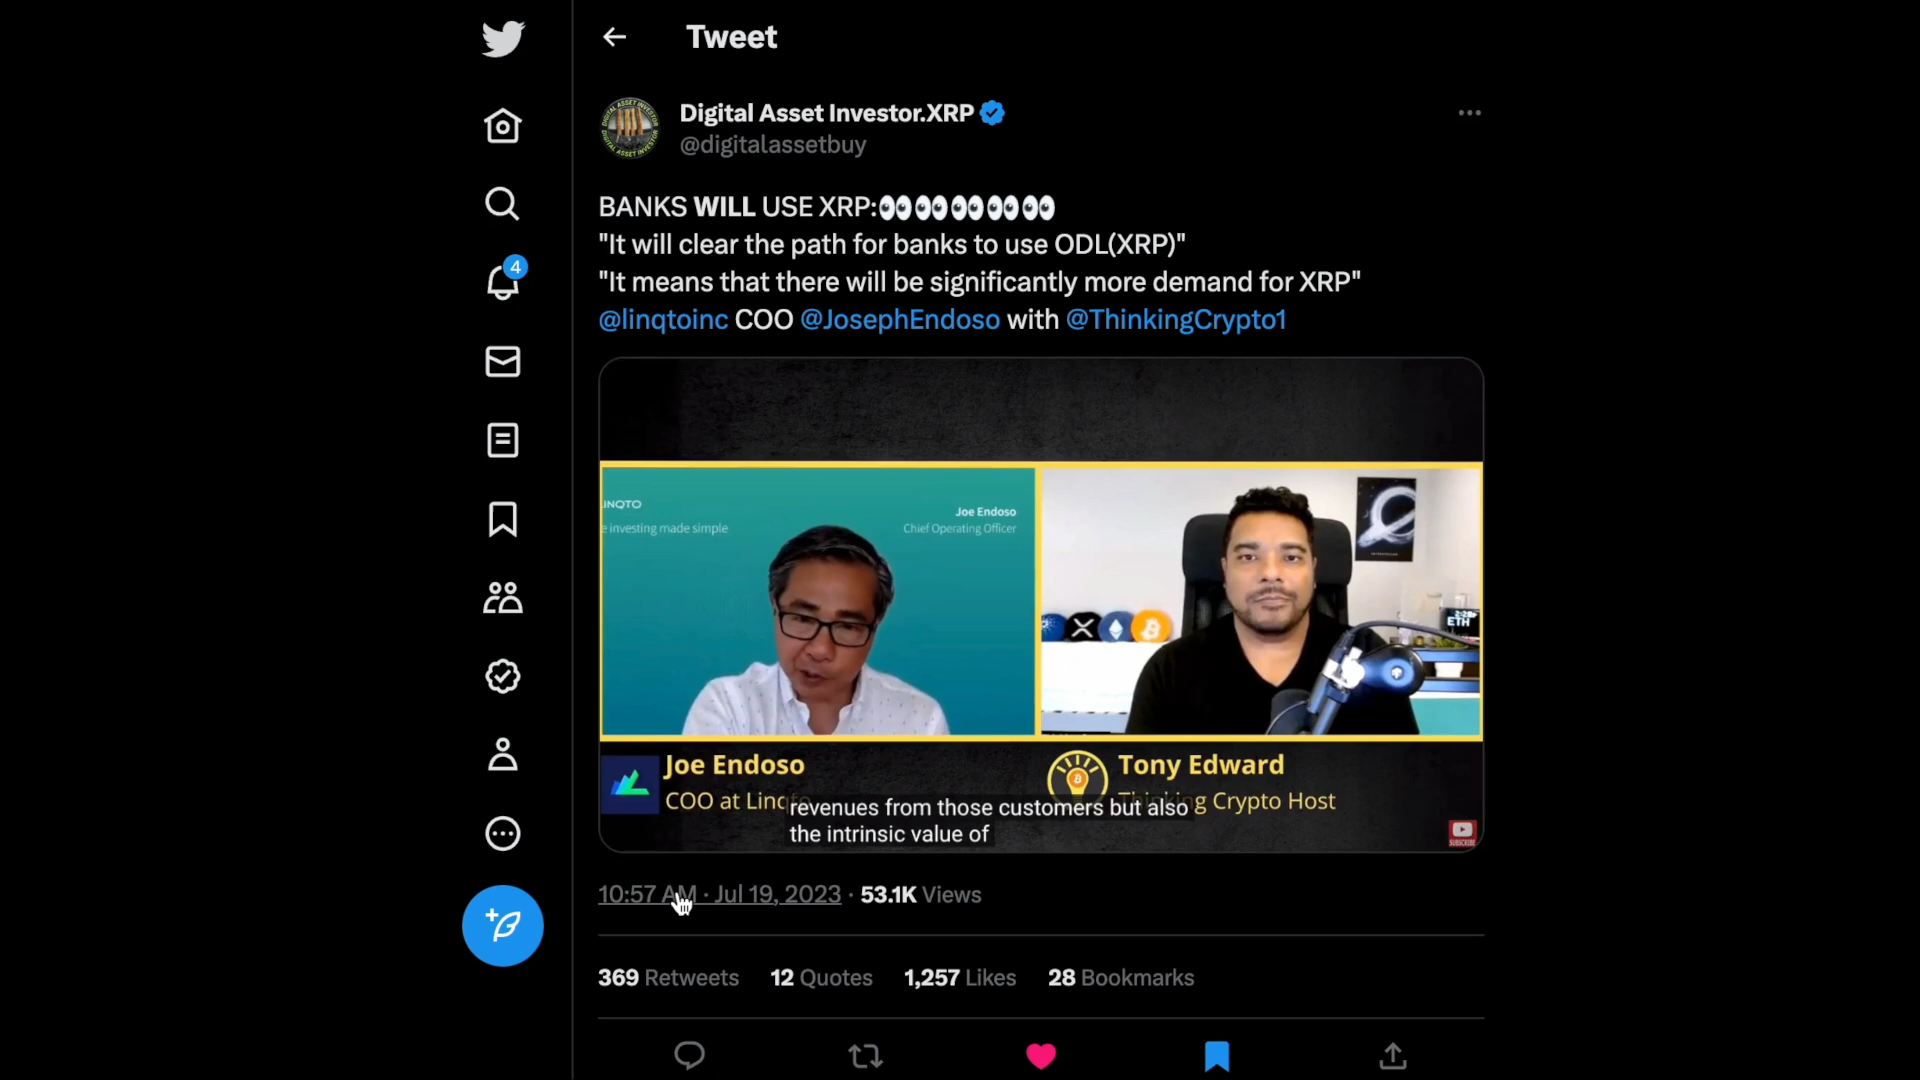 Tweet
Digital Asset Investor.XRP
@digitalassetbuy
BANKS WILL USE XRP:👀👀👀👀👀
"It will clear the path for banks to use ODL(XRP)"
"It means that there will be significantly more demand for XRP"
@linqtoinc COO @JosephEndoso with @ThinkingCrypto1
4
INQTO
e investing made simple
Joe Endoso
Chief Operating Officer
ETH
Joe Endoso
COO at Linqto
Tony Edward
Thinking Crypto Host
revenues from those customers but also
the intrinsic value of
SUBSCRIBE
10:57 AM · Jul 19, 2023 · 53.1K Views
369 Retweets 12 Quotes 1,257 Likes 28 Bookmarks